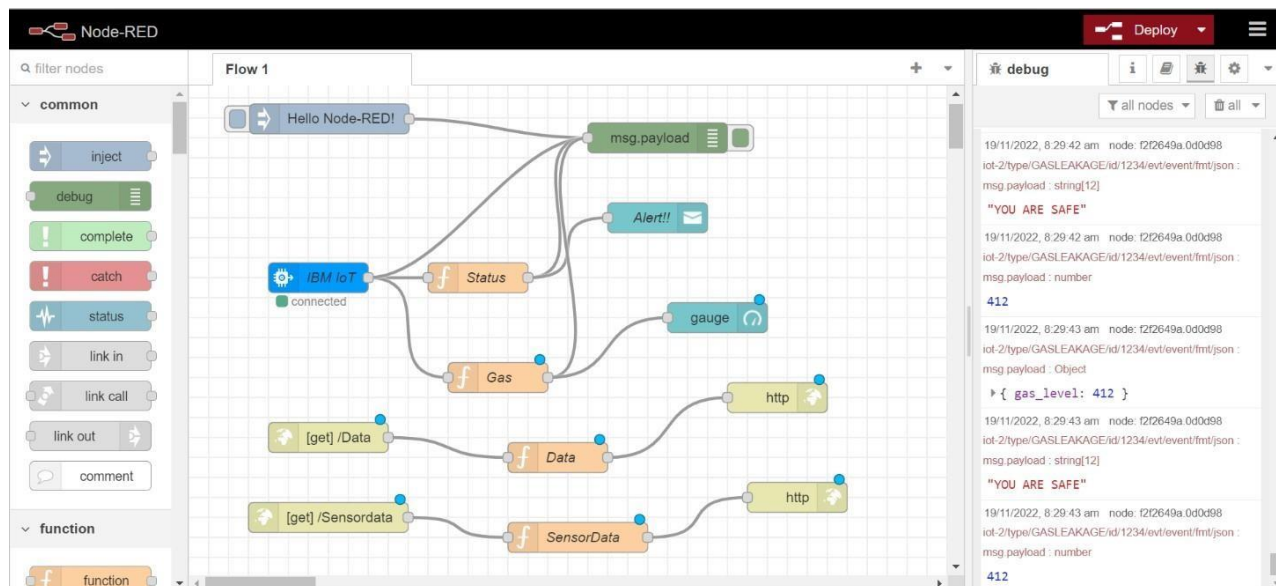 Node-RED
Deploy
filter nodes
Flow 1
debug
i
all nodes
all
common
inject
debug
complete
catch
status
link in
link call
link out
comment
function
function
Hello Node-RED!
msg.payload
Alert!!
IBM IoT
connected
Status
gauge
Gas
http
[get] /Data
Data
http
[get] /Sensordata
SensorData
19/11/2022, 8:29:42 am node: f2f2649a.0d0d98
iot-2/type/GASLEAKAGE/id/1234/evt/event/fmt/json :
msg.payload : string[12]
"YOU ARE SAFE"
19/11/2022, 8:29:42 am node: f2f2649a.0d0d98
iot-2/type/GASLEAKAGE/id/1234/evt/event/fmt/json :
msg.payload : number
412
19/11/2022, 8:29:43 am node: f2f2649a.0d0d98
iot-2/type/GASLEAKAGE/id/1234/evt/event/fmt/json :
msg.payload : Object
{ gas_level: 412 }
19/11/2022, 8:29:43 am node: f2f2649a.0d0d98
iot-2/type/GASLEAKAGE/id/1234/evt/event/fmt/json :
msg.payload : string[12]
"YOU ARE SAFE"
19/11/2022, 8:29:43 am node: f2f2649a.0d0d98
iot-2/type/GASLEAKAGE/id/1234/evt/event/fmt/json :
msg.payload : number
412